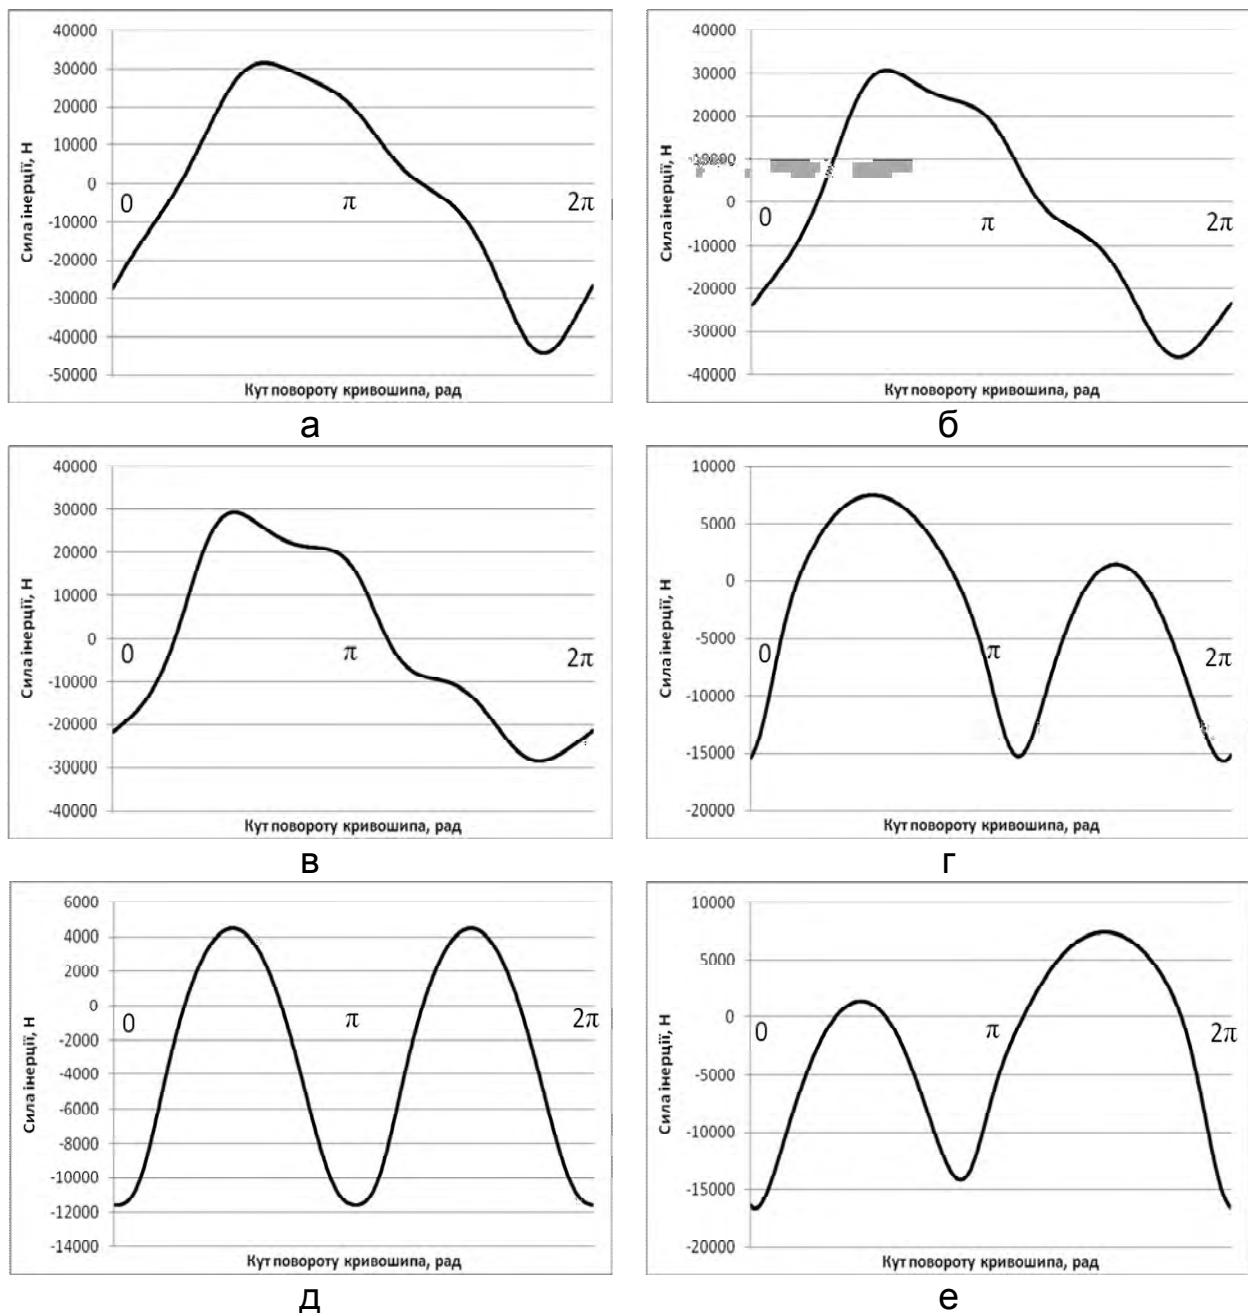 40000
30000
20000
10000
0
-10000
-20000
-30000
-40000
-50000
Сила інерції, Н
0
π
2π
Кут повороту кривошипа, рад
а
40000
30000
20000
0
-10000
-20000
-30000
-40000
Сила інерції, Н
0
π
2π
Кут повороту кривошипа, рад
б
40000
30000
20000
10000
0
-10000
-20000
-30000
-40000
Сила інерції, Н
0
π
2π
Кут повороту кривошипа, рад
в
10000
5000
0
-5000
-10000
-15000
-20000
Сила інерції, Н
0
π
2π
Кут повороту кривошипа, рад
г
6000
4000
2000
0
-2000
-4000
-6000
-8000
-10000
-12000
-14000
Сила інерції, Н
0
π
2π
Кут повороту кривошипа, рад
д
10000
5000
0
-5000
-10000
-15000
-20000
Сила інерції, Н
0
π
2π
Кут повороту кривошипа, рад
е